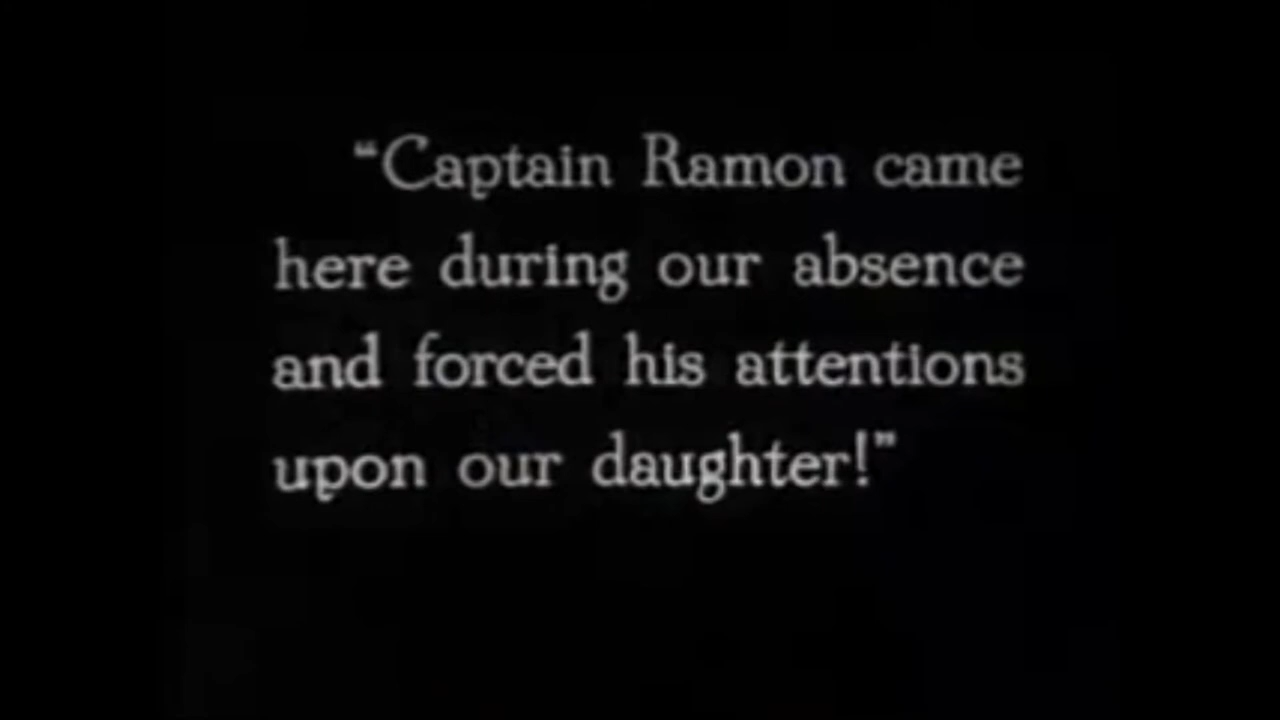 “Captain Ramon came
here during our absence
and forced his attentions
upon our daughter!”